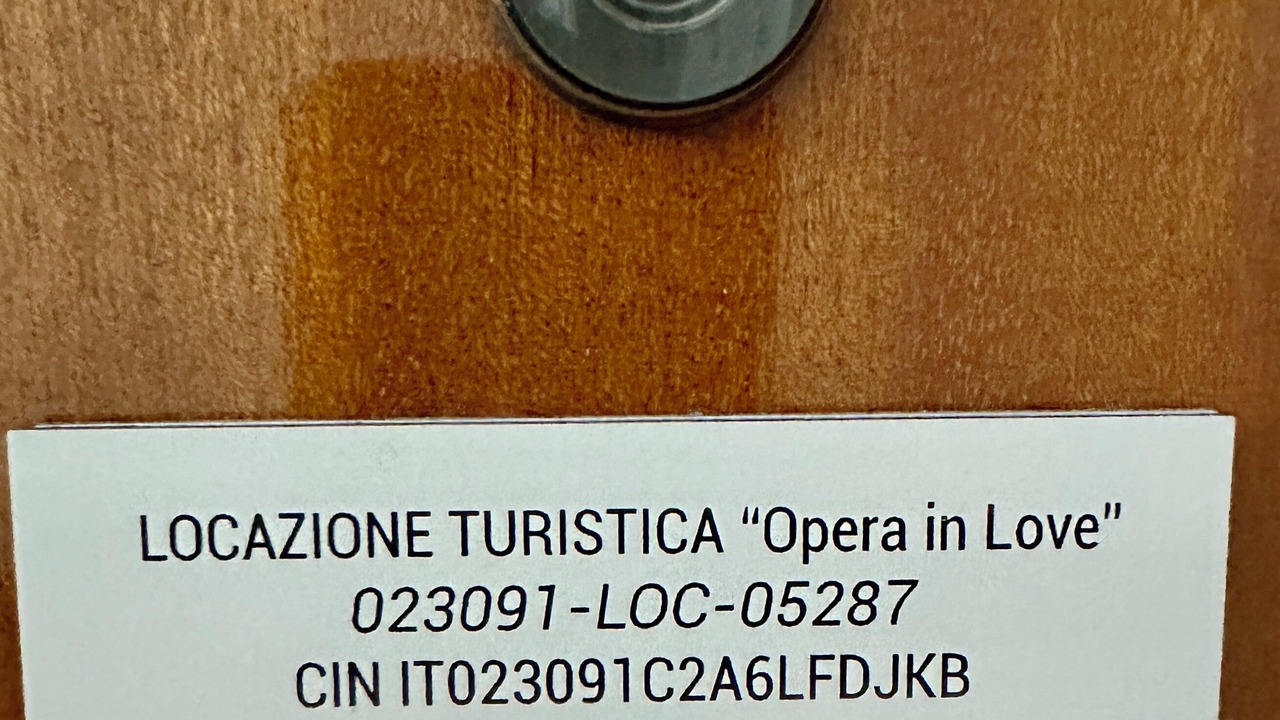 LOCAZIONE TURISTICA “Opera in Love”
023091-LOC-05287
CIN IT023091C2A6LFDJKB